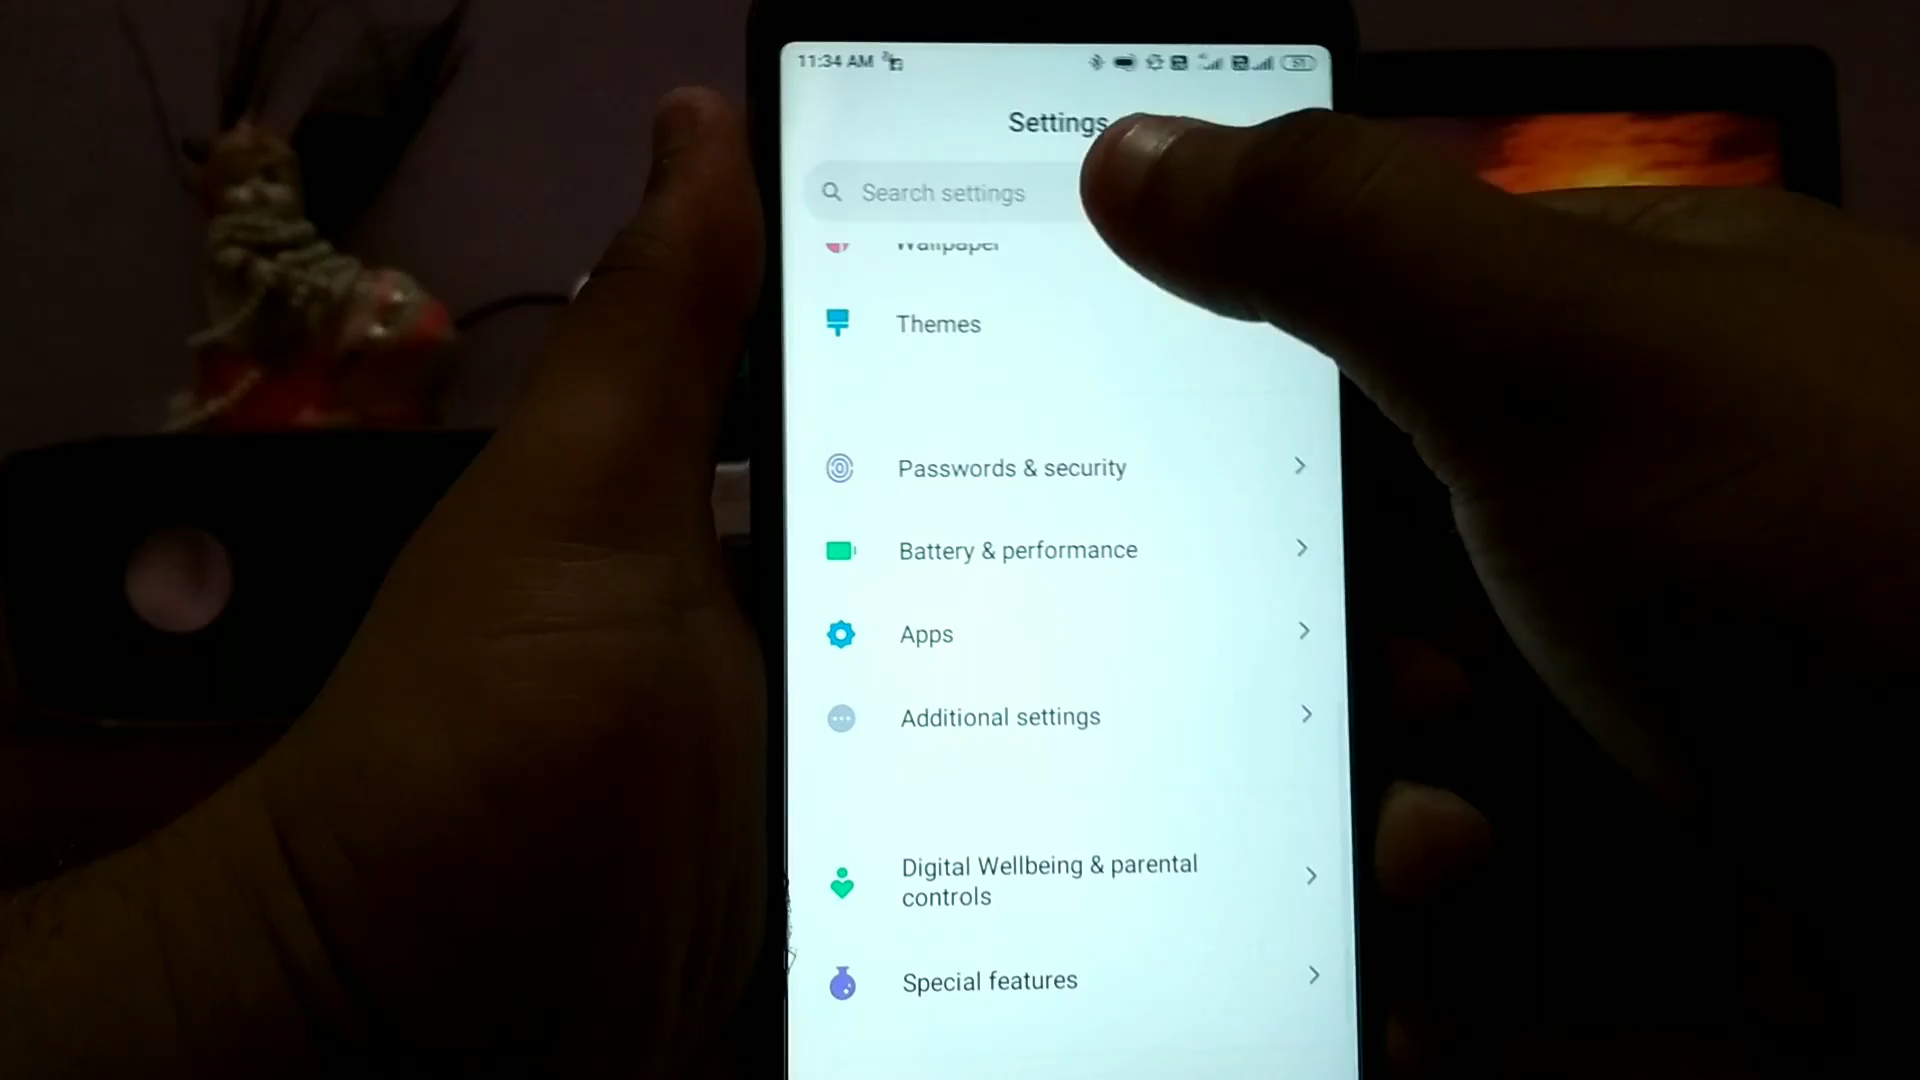 11:34 AM
Settings
Search settings
Wallpaper
Themes
Passwords & security
Battery & performance
Apps
Additional settings
Digital Wellbeing & parental
controls
Special features